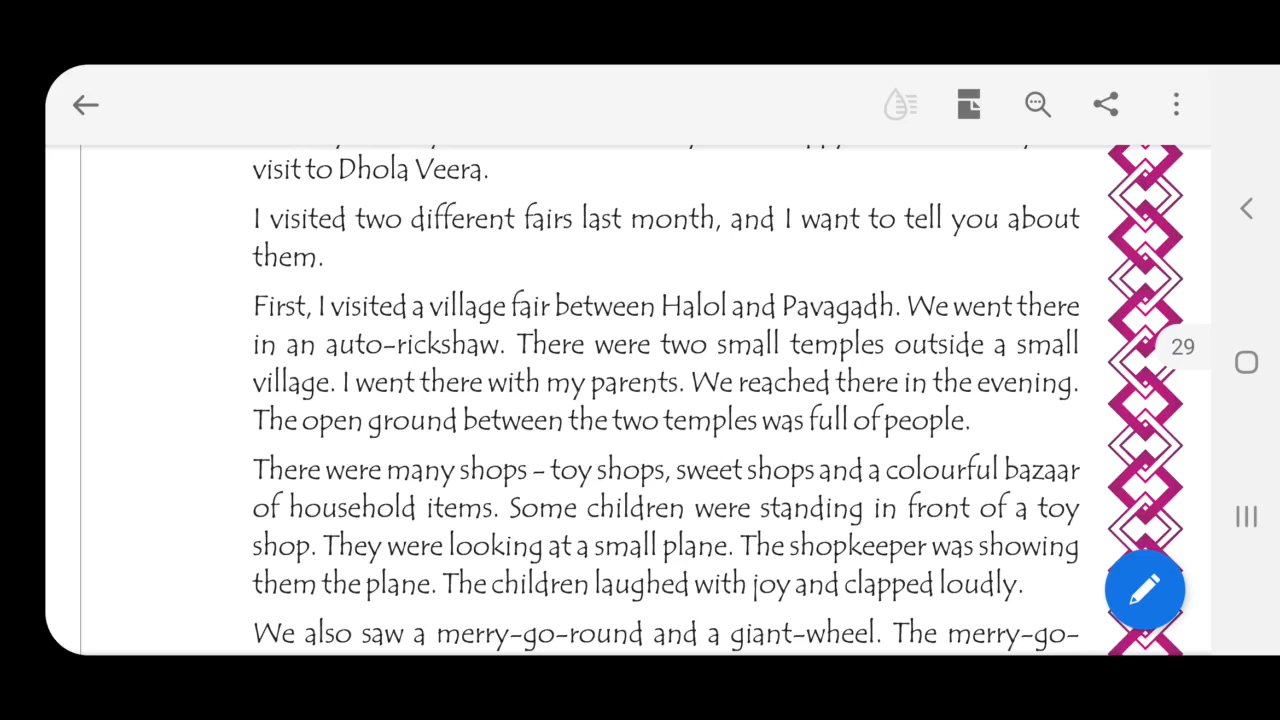 visit to Dhola Veera.
I visited two different fairs last month, and I want to tell you about
them.
First, I visited a village fair between Halol and Pavagadh. We went there
in an auto-rickshaw. There were two small temples outside a small
village. I went there with my parents. We reached there in the evening.
The open ground between the two temples was full of people.
There were many shops – toy shops, sweet shops and a colourful bazaar
of household items. Some children were standing in front of a toy
shop. They were looking at a small plane. The shopkeeper was showing
them the plane. The children laughed with joy and clapped loudly.
We also saw a merry-go-round and a giant-wheel. The merry-go-
29